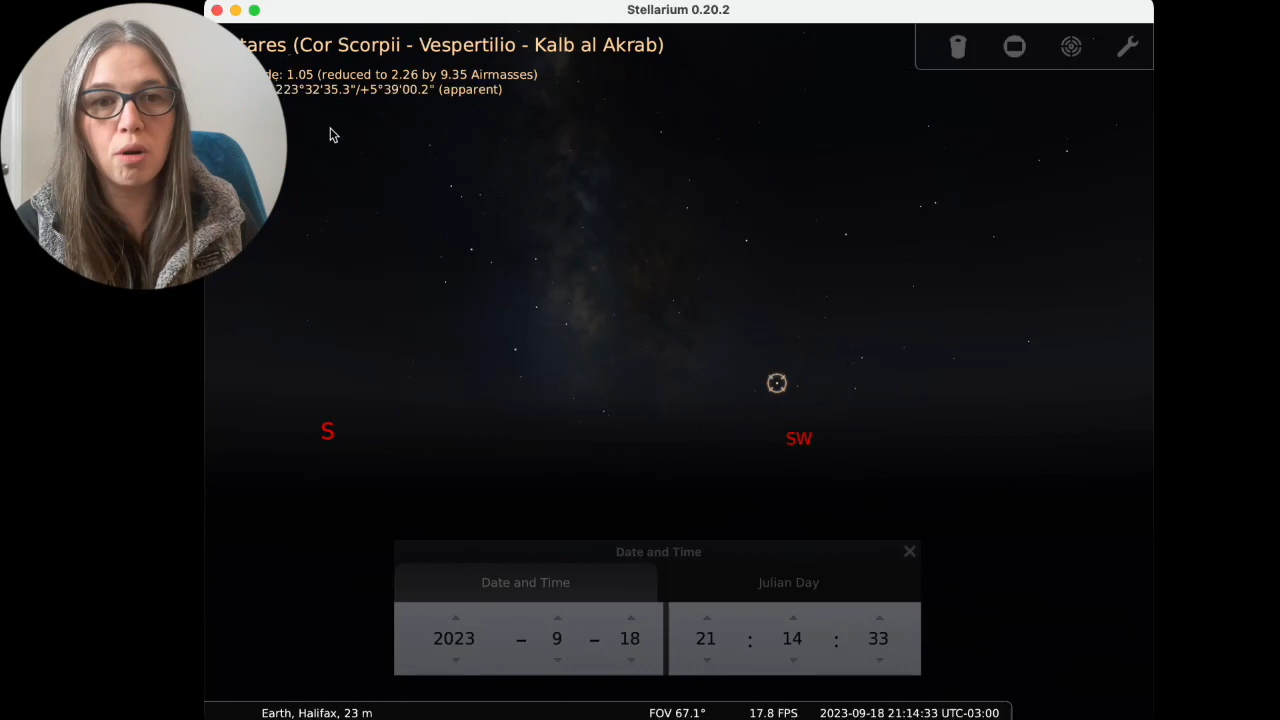 Stellarium 0.20.2
(Cor Scorpii - Vespertilio - Kalb al Akrab)
1.05 (reduced to 2.26 by 9.35 Airmasses)
223°32'35.3"/+5°39'00.2" (apparent)
S
SW
Date and Time
Date and Time
Julian Day
2023 – 9 – 18 21 : 14 : 33
Earth, Halifax, 23 m FOV 67.1° 17.8 FPS 2023-09-18 21:14:33 UTC-03:00